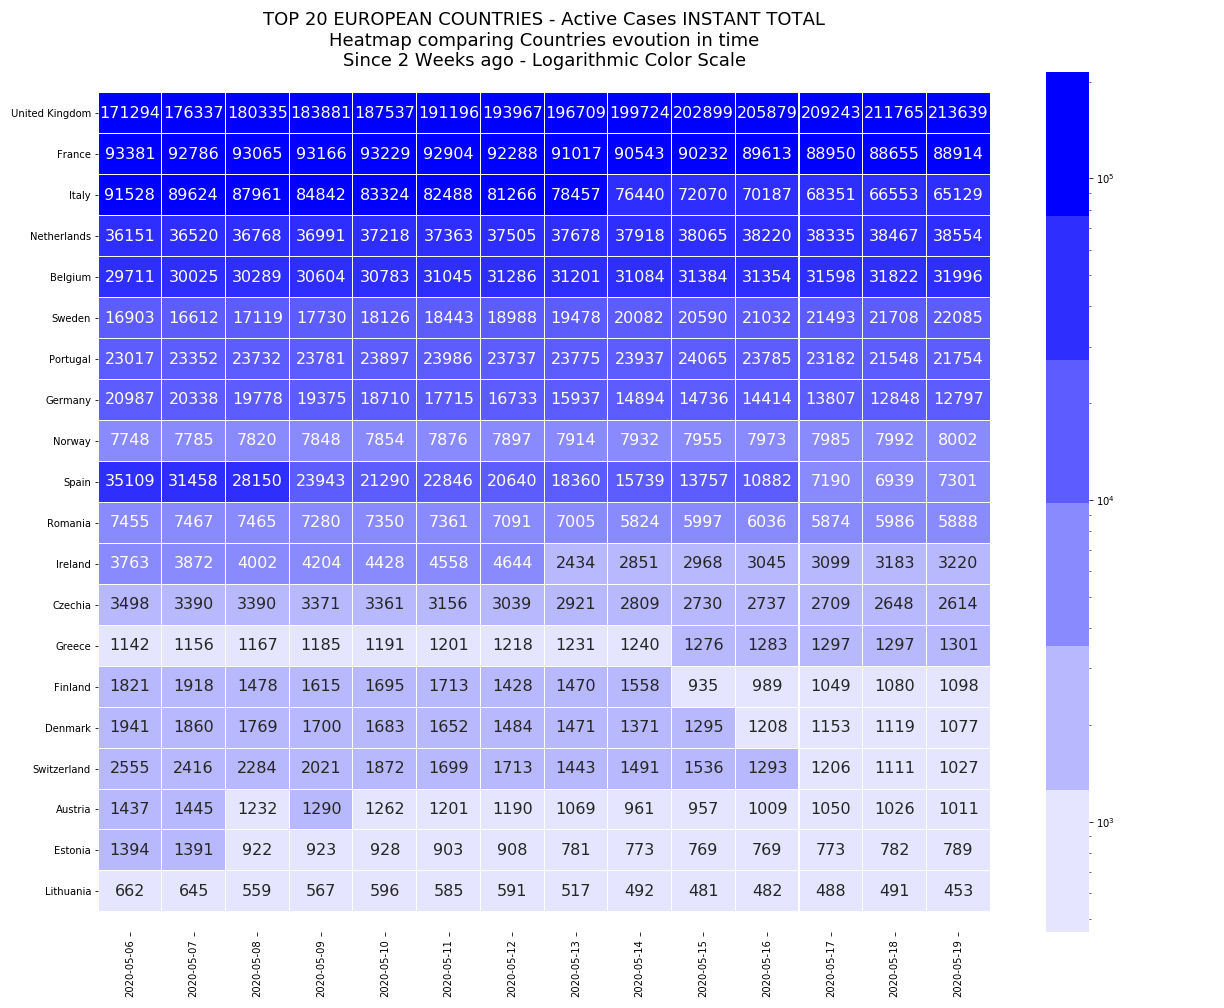 TOP 20 EUROPEAN COUNTRIES - Active Cases INSTANT TOTAL
Heatmap comparing Countries evoution in time
Since 2 Weeks ago - Logarithmic Color Scale
United Kingdom 171294 176337 180335 183881 187537 191196 193967 196709 199724 202899 205879 209243 211765 213639
France 93381 92786 93065 93166 93229 92904 92288 91017 90543 90232 89613 88950 88655 88914
Italy 91528 89624 87961 84842 83324 82488 81266 78457 76440 72070 70187 68351 66553 65129
Netherlands 36151 36520 36768 36991 37218 37363 37505 37678 37918 38065 38220 38335 38467 38554
Belgium 29711 30025 30289 30604 30783 31045 31286 31201 31084 31384 31354 31598 31822 31996
Sweden 16903 16612 17119 17730 18126 18443 18988 19478 20082 20590 21032 21493 21708 22085
Portugal 23017 23352 23732 23781 23897 23986 23737 23775 23937 24065 23785 23182 21548 21754
Germany 20987 20338 19778 19375 18710 17715 16733 15937 14894 14736 14414 13807 12848 12797
Norway 7748 7785 7820 7848 7854 7876 7897 7914 7932 7955 7973 7985 7992 8002
Spain 35109 31458 28150 23943 21290 22846 20640 18360 15739 13757 10882 7190 6939 7301
Romania 7455 7467 7465 7280 7350 7361 7091 7005 5824 5997 6036 5874 5986 5888
Ireland 3763 3872 4002 4204 4428 4558 4644 2434 2851 2968 3045 3099 3183 3220
Czechia 3498 3390 3390 3371 3361 3156 3039 2921 2809 2730 2737 2709 2648 2614
Greece 1142 1156 1167 1185 1191 1201 1218 1231 1240 1276 1283 1297 1297 1301
Finland 1821 1918 1478 1615 1695 1713 1428 1470 1558 935 989 1049 1080 1098
Denmark 1941 1860 1769 1700 1683 1652 1484 1471 1371 1295 1208 1153 1119 1077
Switzerland 2555 2416 2284 2021 1872 1699 1713 1443 1491 1536 1293 1206 1111 1027
Austria 1437 1445 1232 1290 1262 1201 1190 1069 961 957 1009 1050 1026 1011
Estonia 1394 1391 922 923 928 903 908 781 773 769 769 773 782 789
Lithuania 662 645 559 567 596 585 591 517 492 481 482 488 491 453
2020-05-06 2020-05-07 2020-05-08 2020-05-09 2020-05-10 2020-05-11 2020-05-12 2020-05-13 2020-05-14 2020-05-15 2020-05-16 2020-05-17 2020-05-18 2020-05-19
10⁵
10⁴
10³